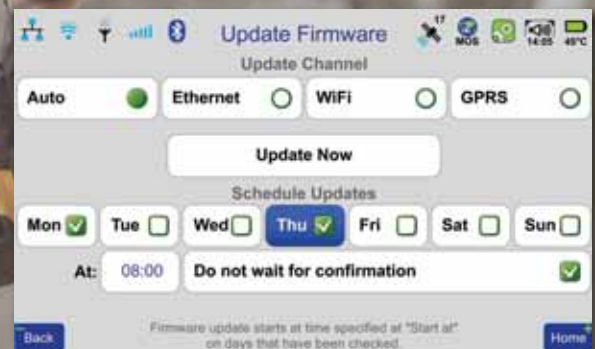 Update Firmware
17
MOS
14:05
45°C
Update Channel
Auto
Ethernet
WiFi
GPRS
Update Now
Schedule Updates
Mon
Tue
Wed
Thu
Fri
Sat
Sun
At:
08:00
Do not wait for confirmation
Back
Firmware update starts at time specified at "Start at"
on days that have been checked.
Home